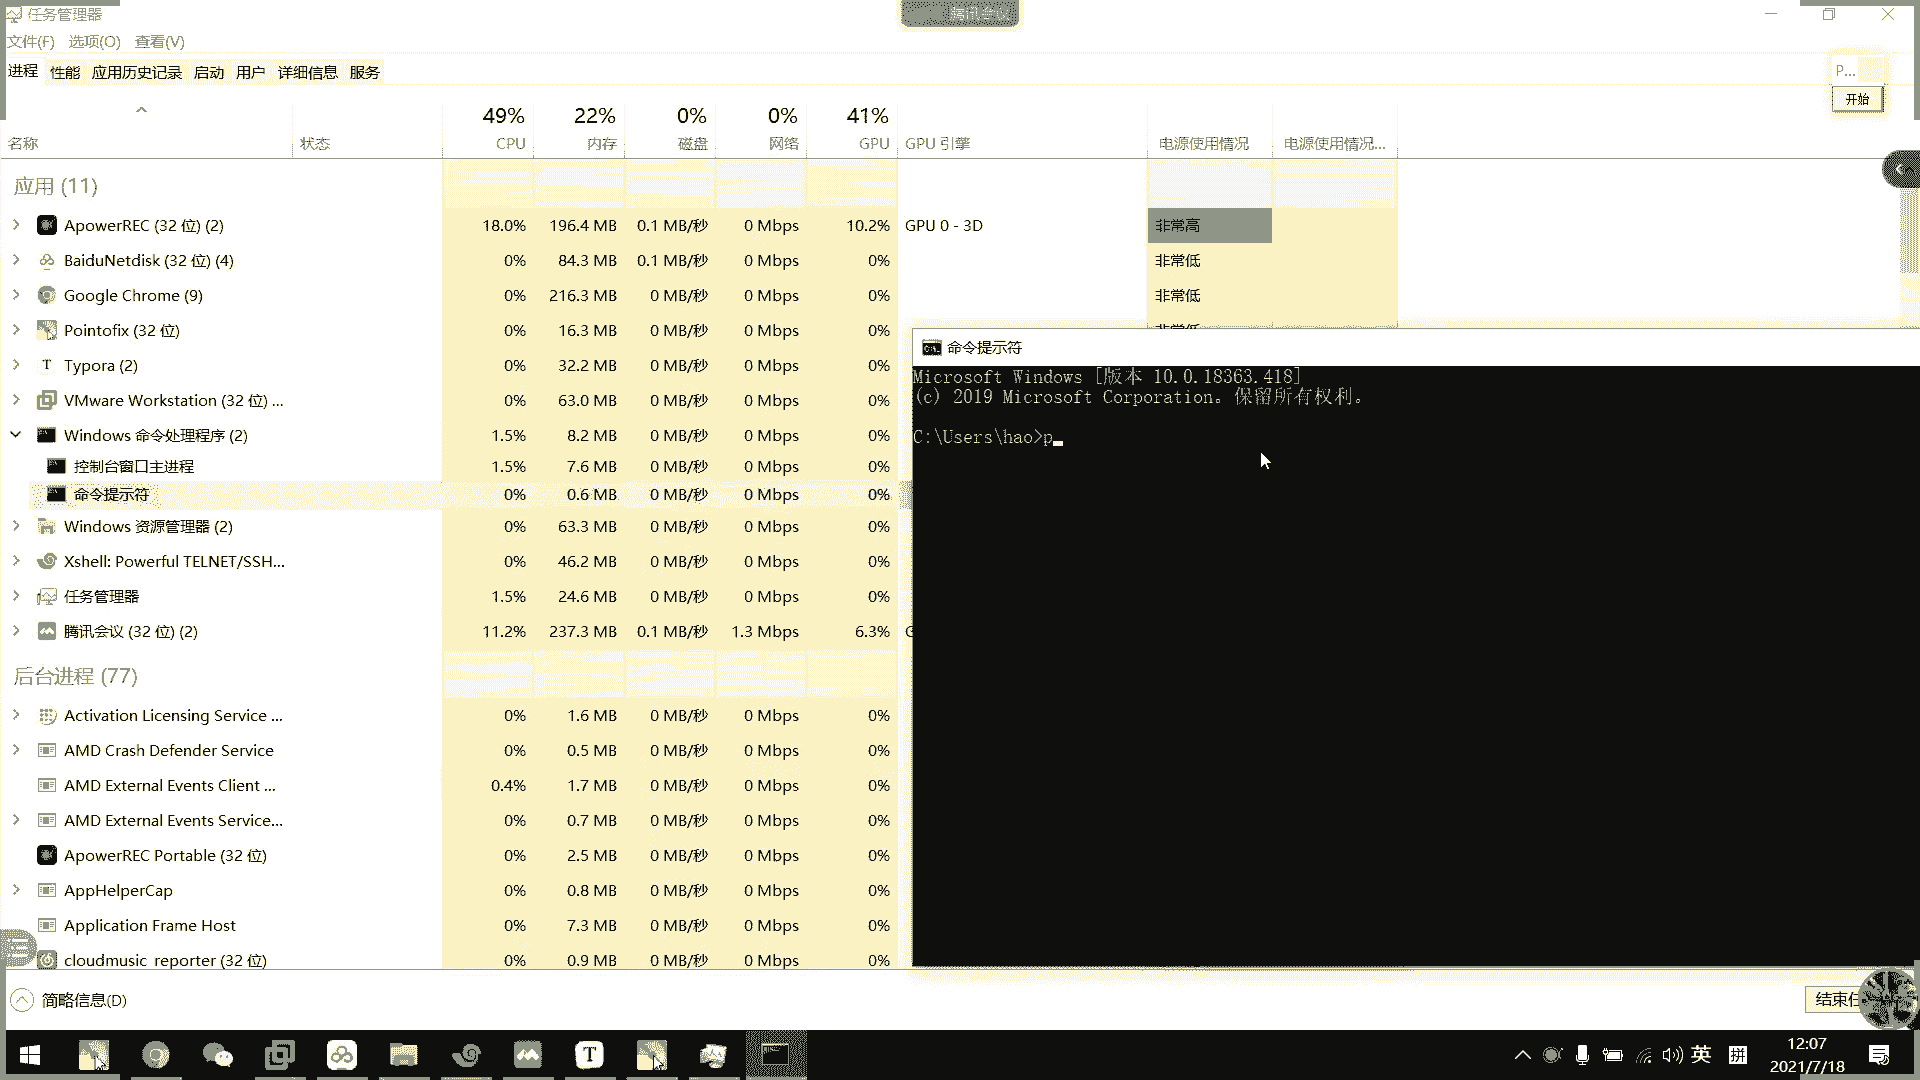 任务管理器
腾讯会议
文件(F) 选项(O) 查看(V)
进程 性能 应用历史记录 启动 用户 详细信息 服务
P...
开始
49% 22% 0% 0% 41%
名称 状态 CPU 内存 磁盘 网络 GPU GPU 引擎 电源使用情况 电源使用情况...
应用 (11)
ApowerREC (32 位) (2) 18.0% 196.4 MB 0.1 MB/秒 0 Mbps 10.2% GPU 0 - 3D 非常高
BaiduNetdisk (32 位) (4) 0% 84.3 MB 0.1 MB/秒 0 Mbps 0% 非常低
Google Chrome (9) 0% 216.3 MB 0 MB/秒 0 Mbps 0% 非常低
Pointofix (32 位) 0% 16.3 MB 0 MB/秒 0 Mbps 0% 非常低
Typora (2) 0% 32.2 MB 0 MB/秒 0 Mbps 0%
VMware Workstation (32 位) ... 0% 63.0 MB 0 MB/秒 0 Mbps 0%
Windows 命令处理程序 (2) 1.5% 8.2 MB 0 MB/秒 0 Mbps 0%
控制台窗口主进程 1.5% 7.6 MB 0 MB/秒 0 Mbps 0%
命令提示符 0% 0.6 MB 0 MB/秒 0 Mbps 0%
Windows 资源管理器 (2) 0% 63.3 MB 0 MB/秒 0 Mbps 0%
Xshell: Powerful TELNET/SSH... 0% 46.2 MB 0 MB/秒 0 Mbps 0%
任务管理器 1.5% 24.6 MB 0 MB/秒 0 Mbps 0%
腾讯会议 (32 位) (2) 11.2% 237.3 MB 0.1 MB/秒 1.3 Mbps 6.3%
后台进程 (77)
Activation Licensing Service ... 0% 1.6 MB 0 MB/秒 0 Mbps 0%
AMD Crash Defender Service 0% 0.5 MB 0 MB/秒 0 Mbps 0%
AMD External Events Client ... 0.4% 1.7 MB 0 MB/秒 0 Mbps 0%
AMD External Events Service... 0% 0.7 MB 0 MB/秒 0 Mbps 0%
ApowerREC Portable (32 位) 0% 2.5 MB 0 MB/秒 0 Mbps 0%
AppHelperCap 0% 0.8 MB 0 MB/秒 0 Mbps 0%
Application Frame Host 0% 7.3 MB 0 MB/秒 0 Mbps 0%
cloudmusic_reporter (32 位) 0% 0.9 MB 0 MB/秒 0 Mbps 0%
命令提示符
Microsoft Windows [版本 10.0.18363.418]
(c) 2019 Microsoft Corporation。保留所有权利。
C:\Users\hao>p
简略信息(D)
结束任
英 拼
12:07
2021/7/18